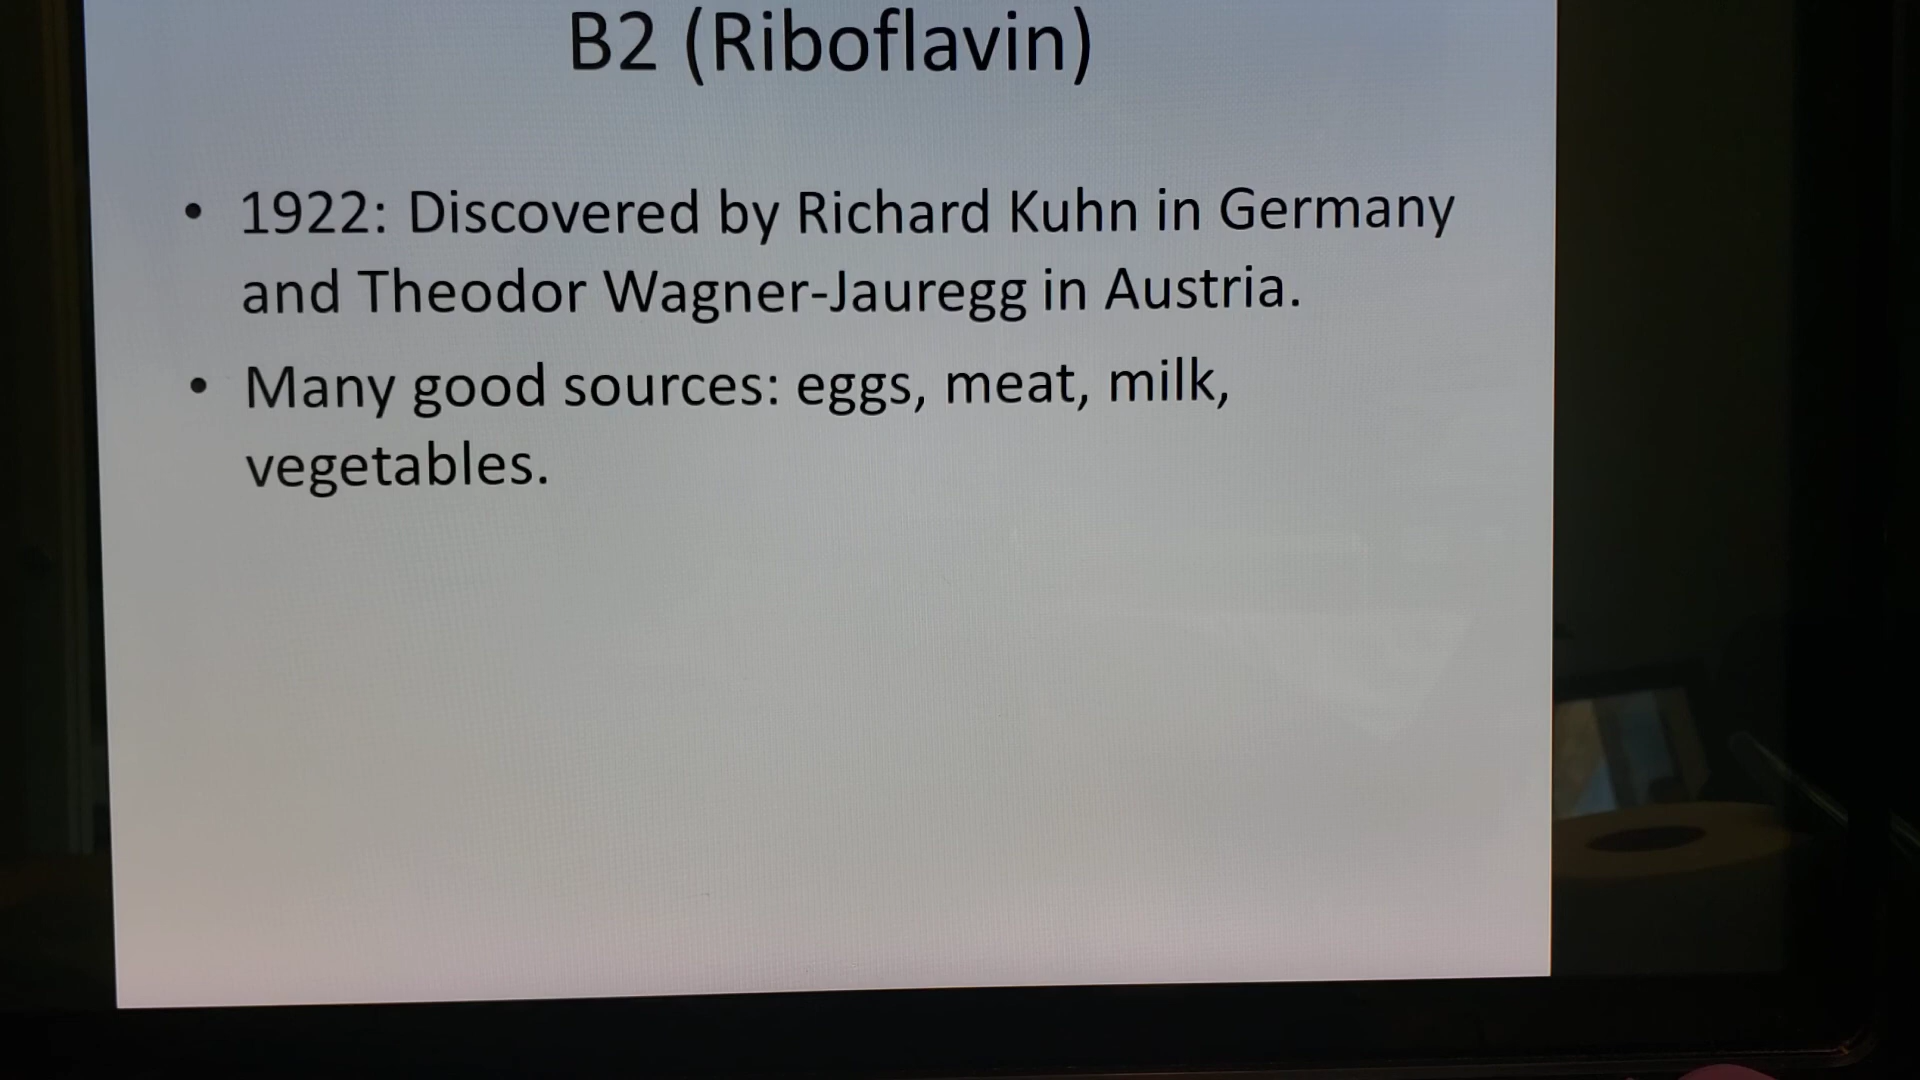 B2 (Riboflavin)
• 1922: Discovered by Richard Kuhn in Germany
and Theodor Wagner-Jauregg in Austria.
• Many good sources: eggs, meat, milk,
vegetables.